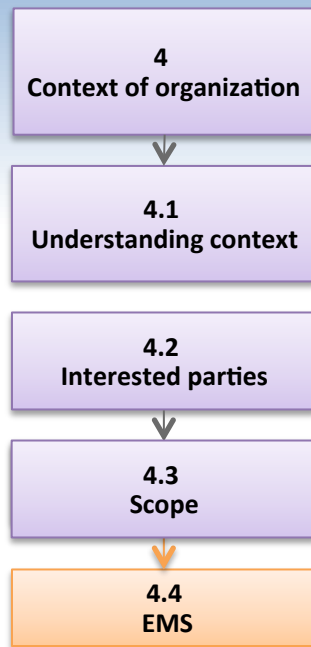 4
Context of organization
4.1
Understanding context
4.2
Interested parties
4.3
Scope
4.4
EMS